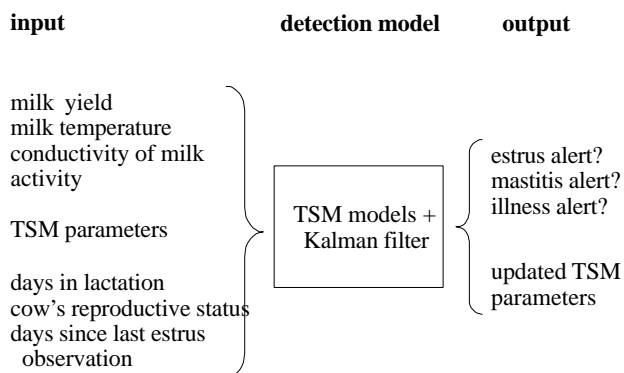 input
detection model
output
milk yield
milk temperature
conductivity of milk
activity
TSM parameters
days in lactation
cow's reproductive status
days since last estrus
observation
TSM models +
Kalman filter
estrus alert?
mastitis alert?
illness alert?
updated TSM
parameters